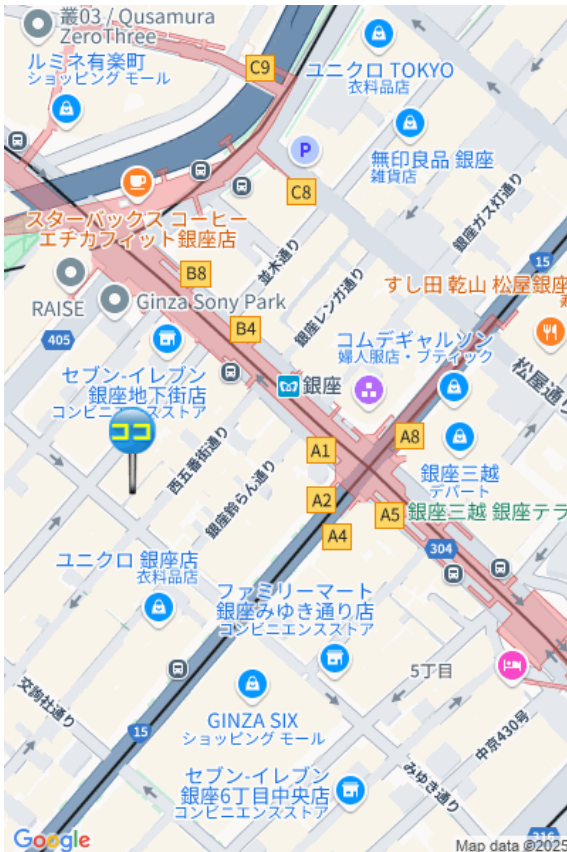 叢03 / Qusamura
ZeroThree
ルミネ有楽町
ショッピング モール
C9
ユニクロ TOKYO
衣料品店
P
無印良品 銀座
雑貨店
C8
銀座ガス灯通り
15
スターバックス コーヒー
エチカフィット銀座店
並木通り
B8
すし田 乾山 松屋銀座
RAISE
Ginza Sony Park
銀座レンガ通り
B4
405
コムデギャルソン
婦人服店・ブティック
松屋通り
セブン-イレブン
銀座地下街店
コンビニエンスストア
銀座
ココ
A1
A8
西五番街通り
銀座鈴らん通り
銀座三越
デパート
A2
A5
銀座三越 銀座テラ
A4
304
ユニクロ 銀座店
衣料品店
ファミリーマート
銀座みゆき通り店
コンビニエンスストア
5丁目
交詢社通り
15
GINZA SIX
ショッピング モール
中京430号
みゆき通り
セブン-イレブン
銀座6丁目中央店
コンビニエンスストア
316
Google
Map data ©2025